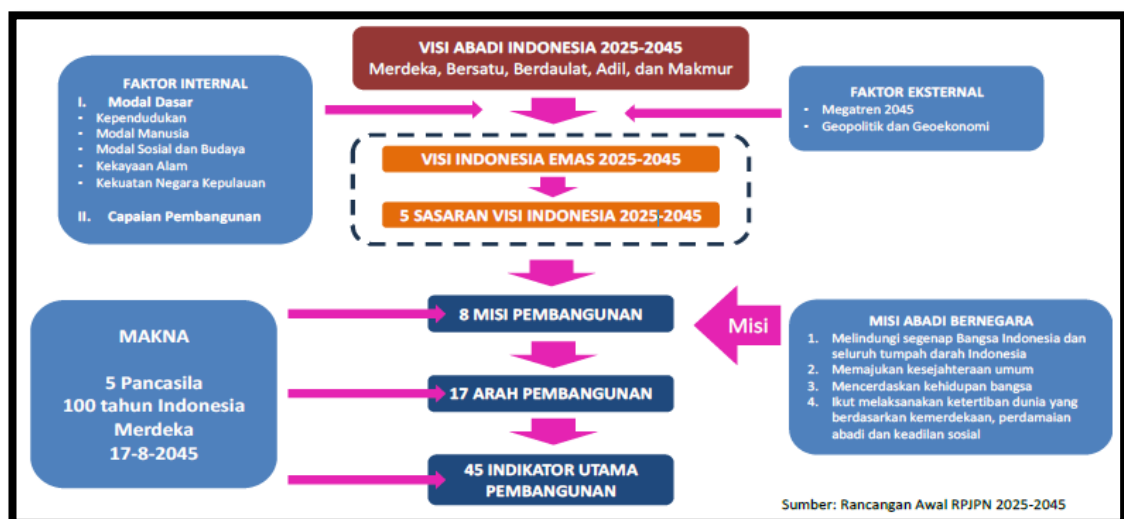 VISI ABADI INDONESIA 2025-2045
Merdeka, Bersatu, Berdaulat, Adil, dan Makmur
FAKTOR INTERNAL
I. Modal Dasar
- Kependudukan
- Modal Manusia
- Modal Sosial dan Budaya
- Kekayaan Alam
- Kekuatan Negara Kepulauan
II. Capaian Pembangunan
FAKTOR EKSTERNAL
- Megatren 2045
- Geopolitik dan Geoekonomi
VISI INDONESIA EMAS 2025-2045
5 SASARAN VISI INDONESIA 2025-2045
8 MISI PEMBANGUNAN
Misi
MISI ABADI BERNEGARA
1. Melindungi segenap Bangsa Indonesia dan
seluruh tumpah darah Indonesia
2. Memajukan kesejahteraan umum
3. Mencerdaskan kehidupan bangsa
4. Ikut melaksanakan ketertiban dunia yang
berdasarkan kemerdekaan, perdamaian
abadi dan keadilan sosial
MAKNA
5 Pancasila
100 tahun Indonesia
Merdeka
17-8-2045
17 ARAH PEMBANGUNAN
45 INDIKATOR UTAMA
PEMBANGUNAN
Sumber: Rancangan Awal RPJPN 2025-2045